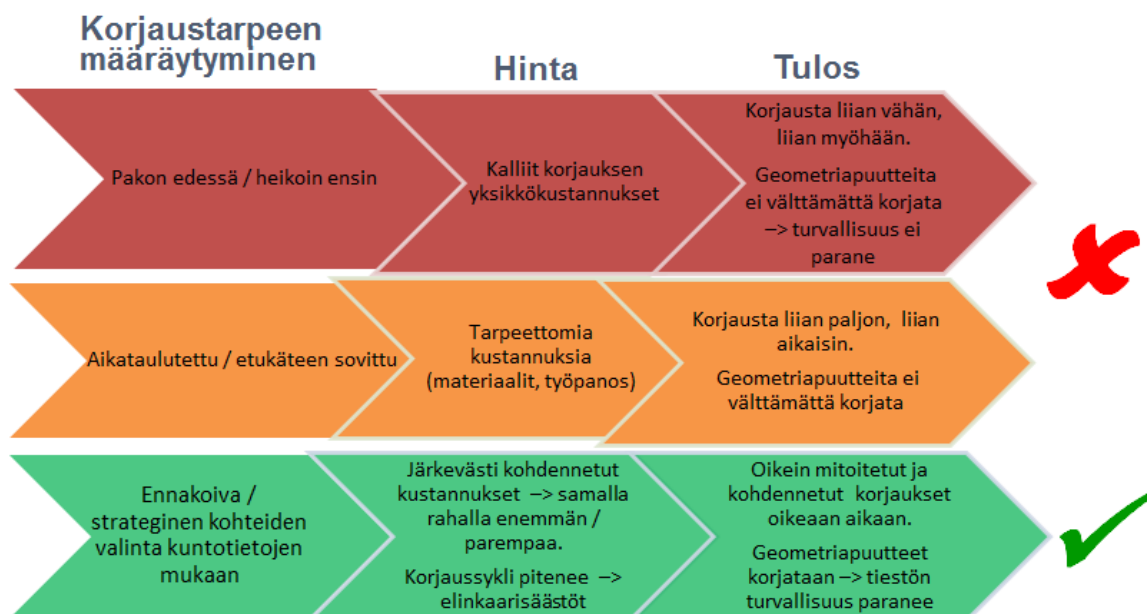 Korjaustarpeen
määräytyminen
Hinta
Tulos
Pakon edessä / heikoin ensin
Kalliit korjauksen
yksikkökustannukset
Korjausta liian vähän,
liian myöhään.
Geometriapuutteita
ei välttämättä korjata
–> turvallisuus ei
parane
Aikataulutettu / etukäteen sovittu
Tarpeettomia
kustannuksia
(materiaalit, työpanos)
Korjausta liian paljon, liian
aikaisin.
Geometriapuutteita ei
välttämättä korjata
Ennakoiva /
strateginen kohteiden
valinta kuntotietojen
mukaan
Järkevästi kohdennetut
kustannukset –> samalla
rahalla enemmän /
parempaa.
Korjaussykli pitenee –>
elinkaarisäästöt
Oikein mitoitetut ja
kohdennetut korjaukset
oikeaan aikaan.
Geometriapuutteet
korjataan –> tiestön
turvallisuus paranee